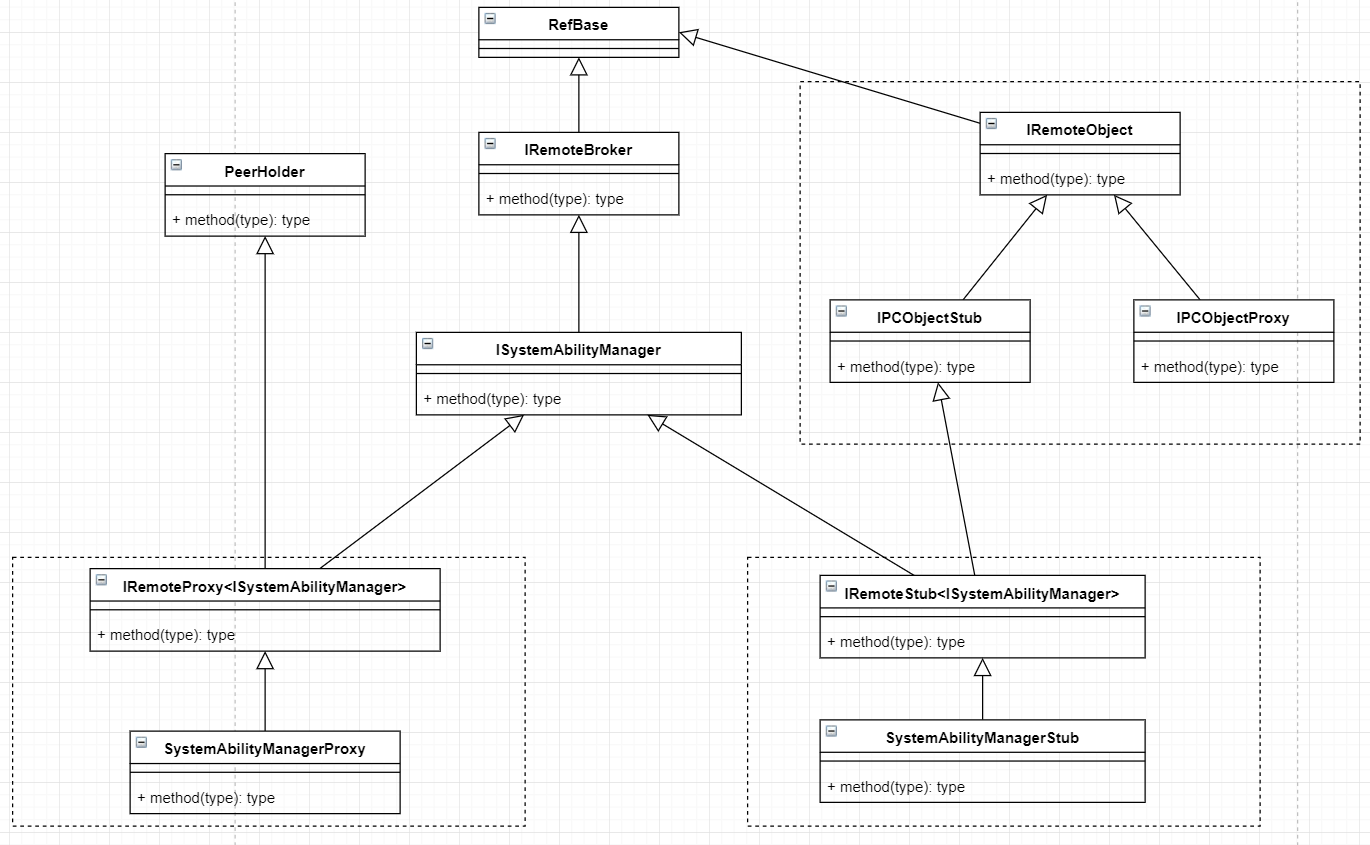 RefBase
IRemoteObject
+ method(type): type
IRemoteBroker
+ method(type): type
PeerHolder
+ method(type): type
IPCObjectStub
+ method(type): type
IPCObjectProxy
+ method(type): type
ISystemAbilityManager
+ method(type): type
IRemoteProxy<ISystemAbilityManager>
+ method(type): type
IRemoteStub<ISystemAbilityManager>
+ method(type): type
SystemAbilityManagerProxy
+ method(type): type
SystemAbilityManagerStub
+ method(type): type